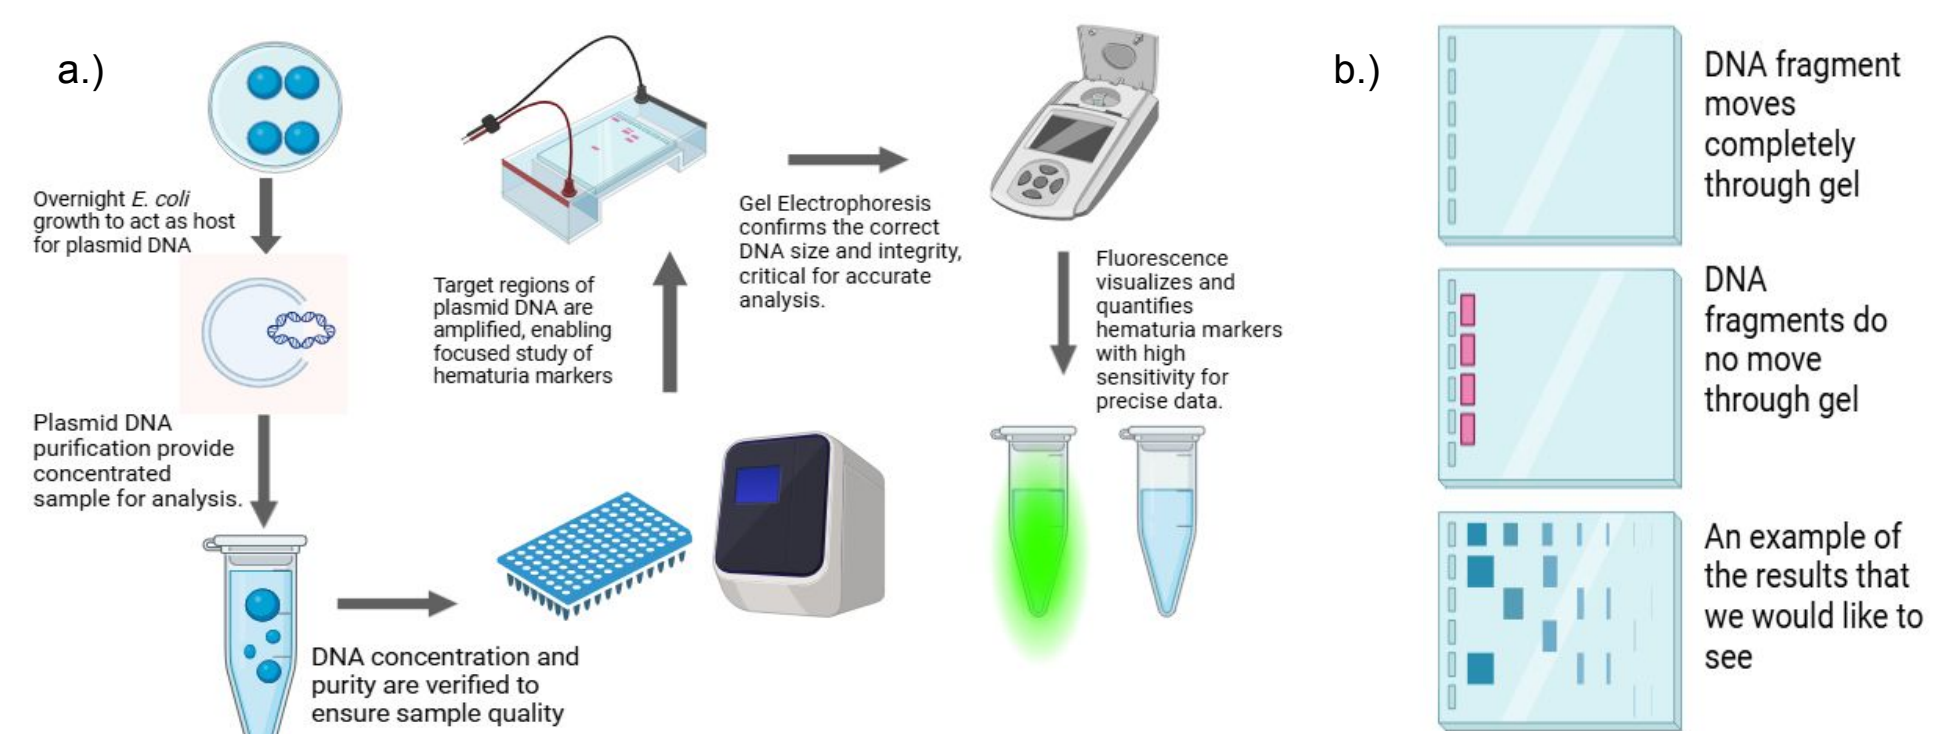 a.)
Overnight E. coli
growth to act as host
for plasmid DNA
Plasmid DNA
purification provide
concentrated
sample for analysis.
DNA concentration and
purity are verified to
ensure sample quality
Target regions of
plasmid DNA are
amplified, enabling
focused study of
hematuria markers
Gel Electrophoresis
confirms the correct
DNA size and integrity,
critical for accurate
analysis.
Fluorescence
visualizes and
quantifies
hematuria markers
with high
sensitivity for
precise data.
b.)
DNA fragment
moves
completely
through gel
DNA
fragments do
no move
through gel
An example of
the results that
we would like to
see